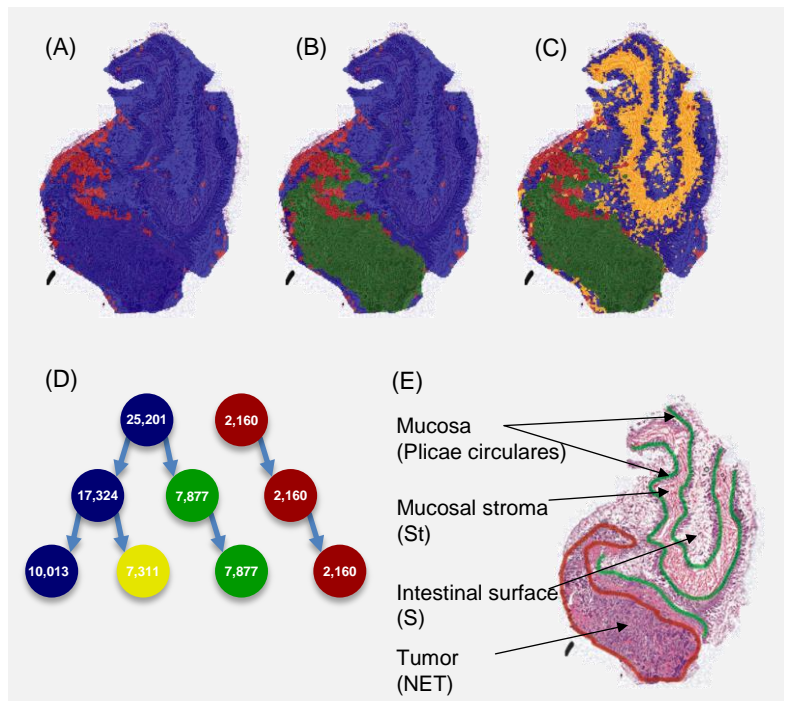 (A)
(B)
(C)
(D)
25,201
2,160
17,324
7,877
2,160
10,013
7,311
7,877
2,160
(E)
Mucosa
(Plicae circulares)
Mucosal stroma
(St)
Intestinal surface
(S)
Tumor
(NET)